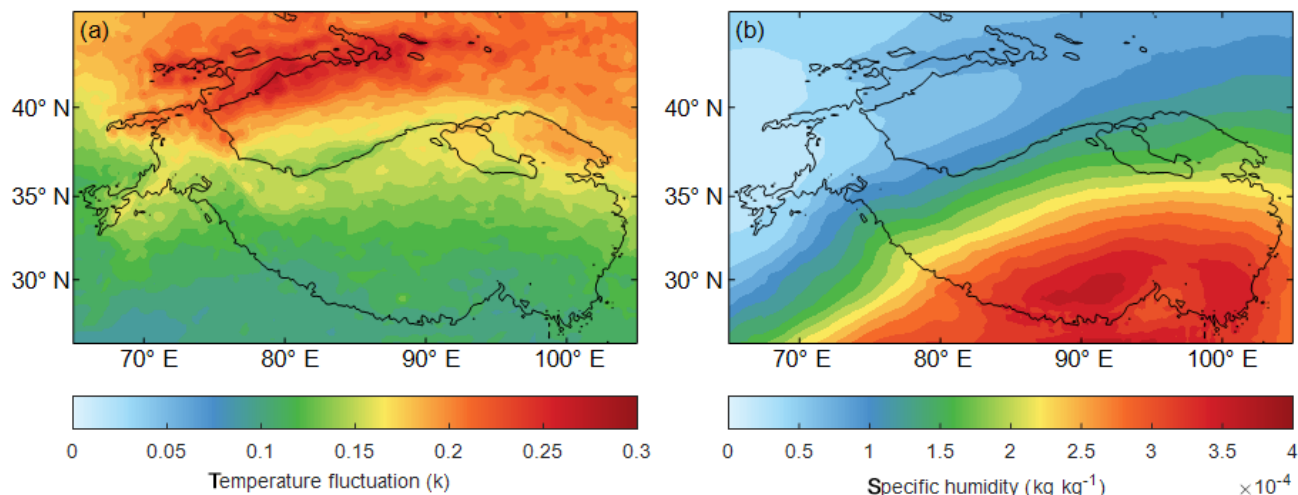 (a) (b)
40° N 40° N
35° N 35° N
30° N 30° N
70° E 80° E 90° E 100° E 70° E 80° E 90° E 100° E
0 0.05 0.1 0.15 0.2 0.25 0.3 0 0.5 1 1.5 2 2.5 3 3.5 4
Temperature fluctuation (k) Specific humidity (kg kg⁻¹) ×10⁻⁴